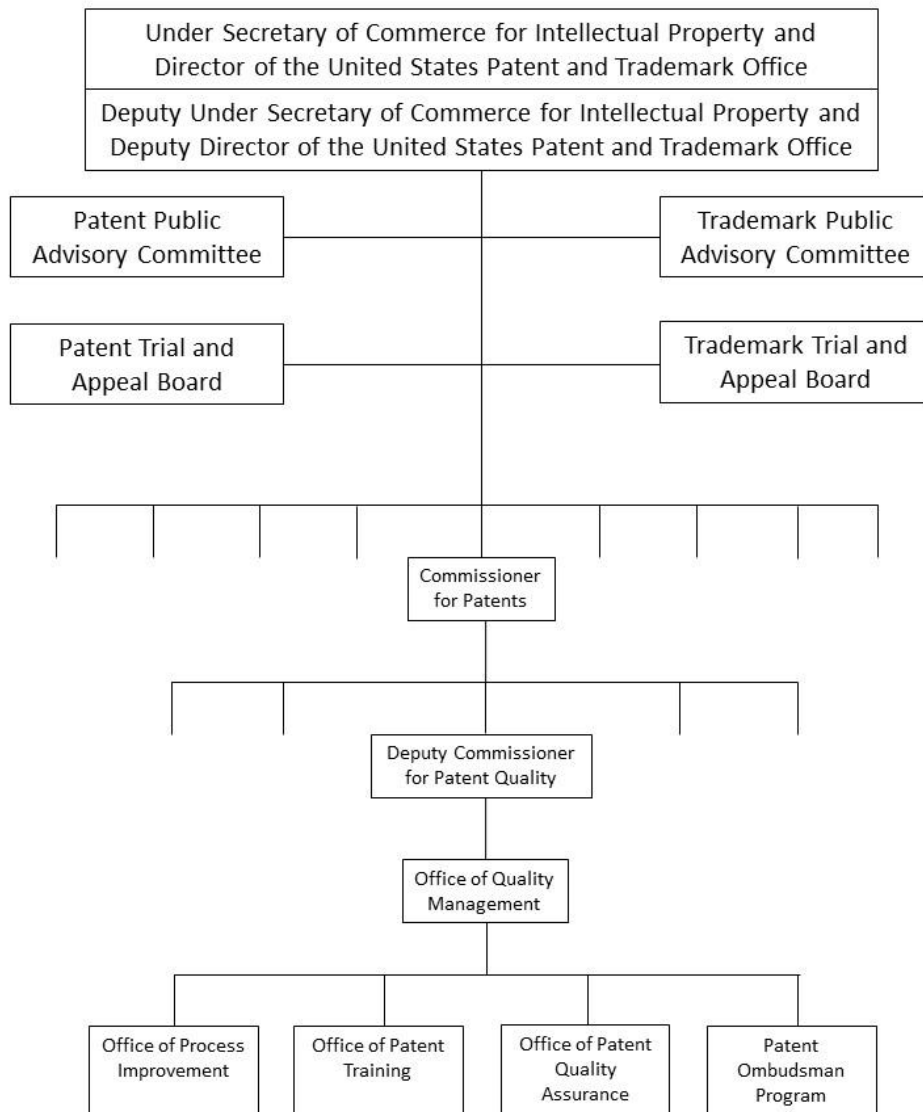 Under Secretary of Commerce for Intellectual Property and
Director of the United States Patent and Trademark Office
Deputy Under Secretary of Commerce for Intellectual Property and
Deputy Director of the United States Patent and Trademark Office
Patent Public
Advisory Committee
Trademark Public
Advisory Committee
Patent Trial and
Appeal Board
Trademark Trial and
Appeal Board
Commissioner
for Patents
Deputy Commissioner
for Patent Quality
Office of Quality
Management
Office of Process
Improvement
Office of Patent
Training
Office of Patent
Quality
Assurance
Patent
Ombudsman
Program